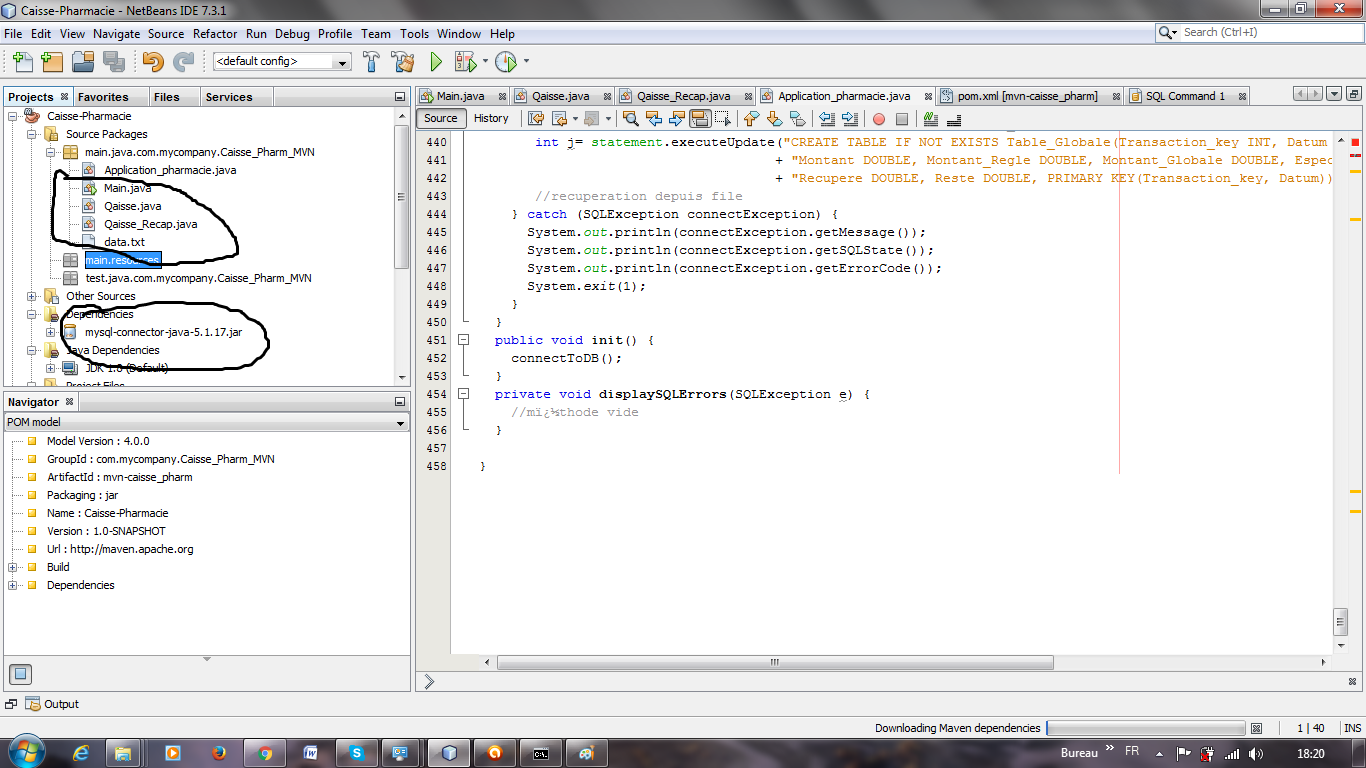 Caisse-Pharmacie - NetBeans IDE 7.3.1
File Edit View Navigate Source Refactor Run Debug Profile Team Tools Window Help
Search (Ctrl+I)
<default config>
Projects Favorites Files Services
Caisse-Pharmacie
Source Packages
main.java.com.mycompany.Caisse_Pharm_MVN
Application_pharmacie.java
Main.java
Qaisse.java
Qaisse_Recap.java
data.txt
main.resources
test.java.com.mycompany.Caisse_Pharm_MVN
Other Sources
Dependencies
mysql-connector-java-5.1.17.jar
Java Dependencies
JDK 1.6 (Default)
Project Files
Navigator
POM model
Model Version : 4.0.0
GroupId : com.mycompany.Caisse_Pharm_MVN
ArtifactId : mvn-caisse_pharm
Packaging : jar
Name : Caisse-Pharmacie
Version : 1.0-SNAPSHOT
Url : http://maven.apache.org
Build
Dependencies
Main.java Qaisse.java Qaisse_Recap.java Application_pharmacie.java pom.xml [mvn-caisse_pharm] SQL Command 1
Source History
440 int j= statement.executeUpdate("CREATE TABLE IF NOT EXISTS Table_Globale(Transaction_key INT, Datum
441 + "Montant DOUBLE, Montant_Regle DOUBLE, Montant_Globale DOUBLE, Espec
442 + "Recupere DOUBLE, Reste DOUBLE, PRIMARY KEY(Transaction_key, Datum))
443 //recuperation depuis file
444 } catch (SQLException connectException) {
445 System.out.println(connectException.getMessage());
446 System.out.println(connectException.getSQLState());
447 System.out.println(connectException.getErrorCode());
448 System.exit(1);
449 }
450 }
451 public void init() {
452 connectToDB();
453 }
454 private void displaySQLErrors(SQLException e) {
455 //mï¿½thode vide
456 }
457
458 }
Output
Downloading Maven dependencies
1 | 40 INS
Bureau » FR 18:20